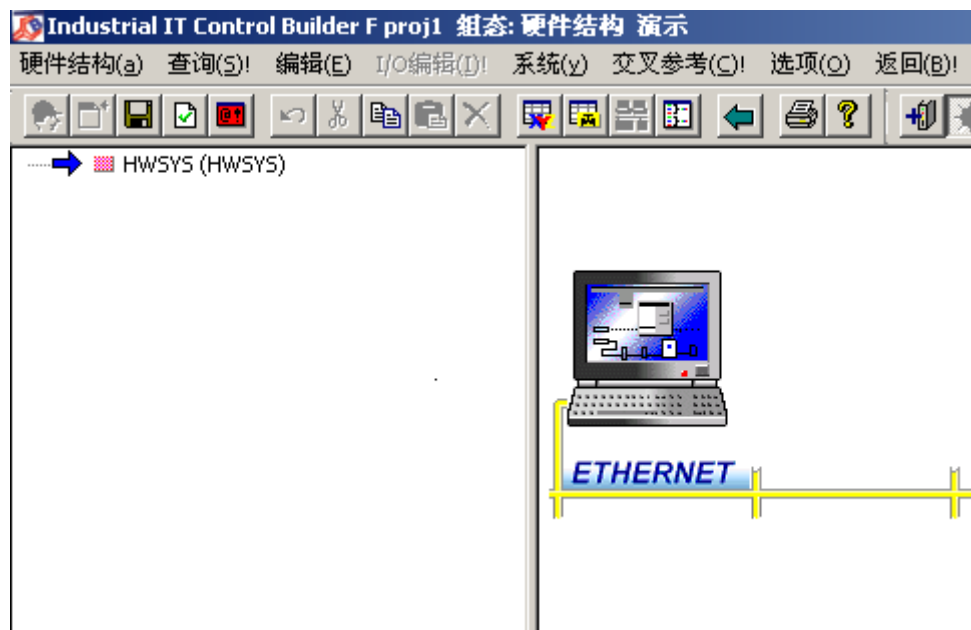 Industrial IT Control Builder F proj1 组态: 硬件结构 演示
硬件结构(a) 查询(S)! 编辑(E) I/O编辑(I)! 系统(y) 交叉参考(C)! 选项(O) 返回(B)!
HWSYS (HWSYS)
ETHERNET